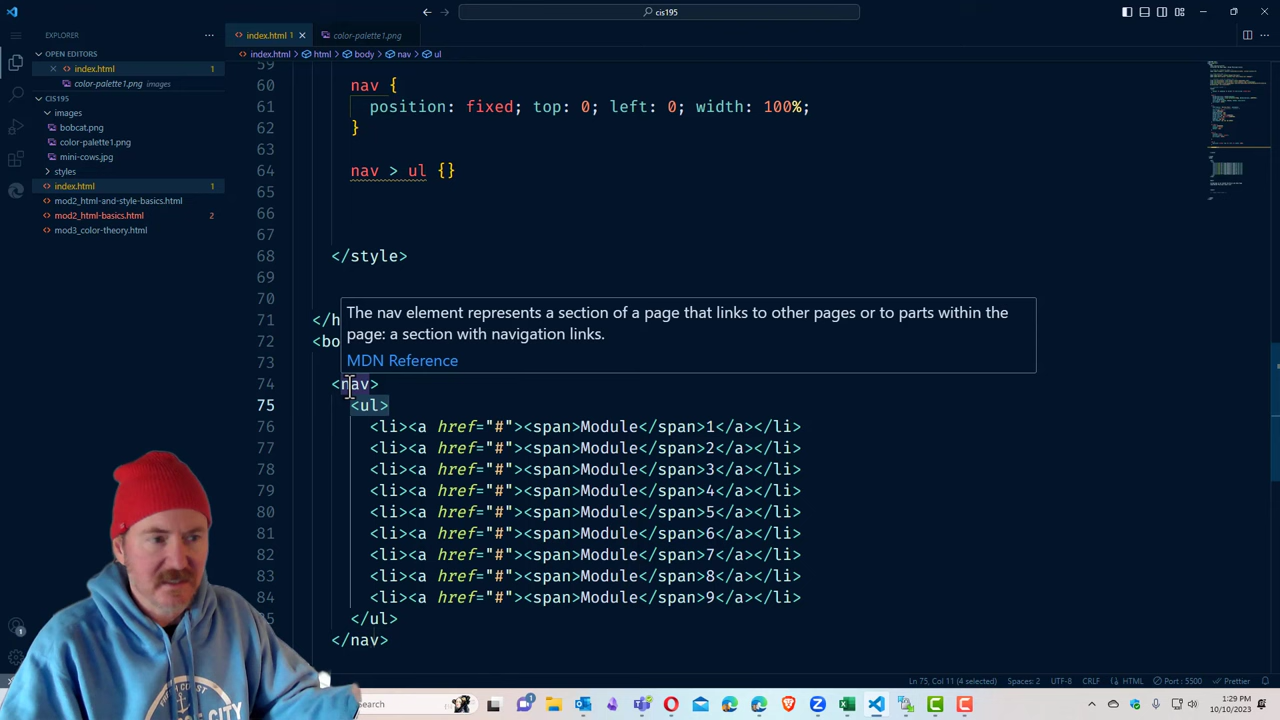 cis195
EXPLORER
index.html 1
color-palette1.png
index.html html body nav ul
OPEN EDITORS
index.html 1
color-palette1.png images
CIS195
images
bobcat.png
color-palette1.png
mini-cows.jpg
styles
index.html 1
mod2_html-and-style-basics.html
mod2_html-basics.html 2
mod3_color-theory.html
59
60 nav {
61 position: fixed; top: 0; left: 0; width: 100%;
62 }
63
64 nav > ul {}
65
66
67
68 </style>
69
70
The nav element represents a section of a page that links to other pages or to parts within the
page: a section with navigation links.
MDN Reference
71 </h
72 <bo
73
74 <nav>
75 <ul>
76 <li><a href="#"><span>Module</span>1</a></li>
77 <li><a href="#"><span>Module</span>2</a></li>
78 <li><a href="#"><span>Module</span>3</a></li>
79 <li><a href="#"><span>Module</span>4</a></li>
80 <li><a href="#"><span>Module</span>5</a></li>
81 <li><a href="#"><span>Module</span>6</a></li>
82 <li><a href="#"><span>Module</span>7</a></li>
83 <li><a href="#"><span>Module</span>8</a></li>
84 <li><a href="#"><span>Module</span>9</a></li>
</ul>
</nav>
Ln 75, Col 11 (4 selected) Spaces: 2 UTF-8 CRLF HTML Port : 5500 Prettier
1:29 PM
10/10/2023